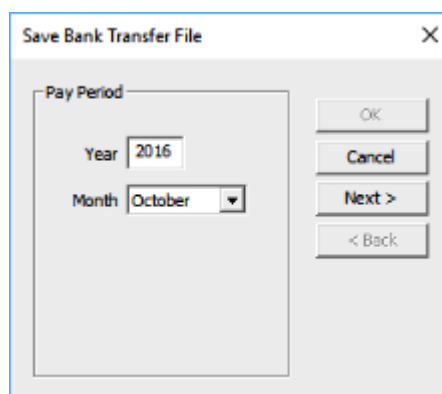 Save Bank Transfer File
Pay Period
Year 2016
Month October
OK
Cancel
Next >
< Back